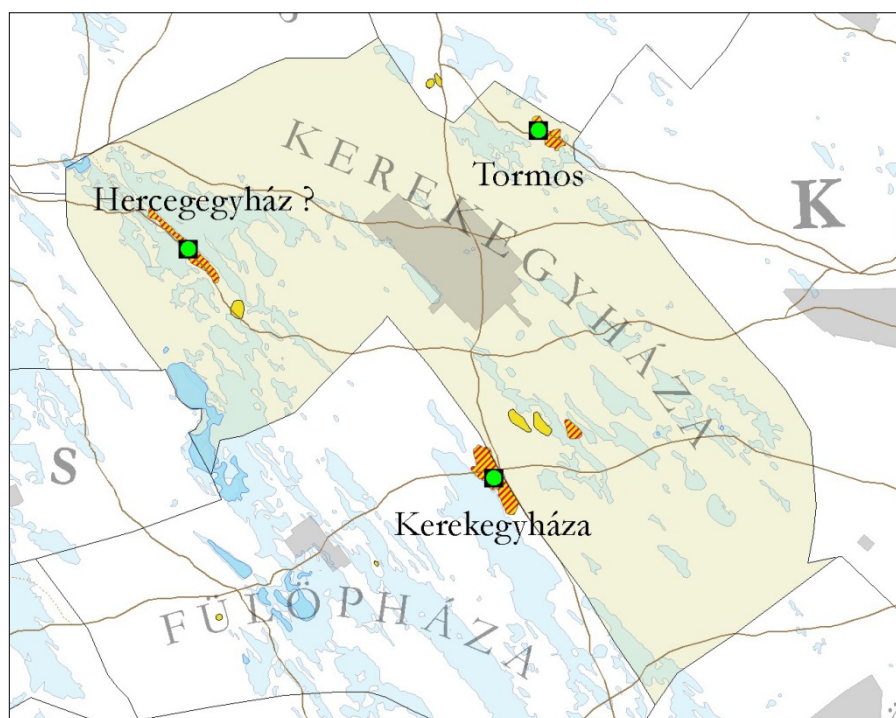 KEREKEGYHÁZA
Tormos
Hercegegyház ?
K
S
Kerekegyháza
FÜLÖPHÁZA